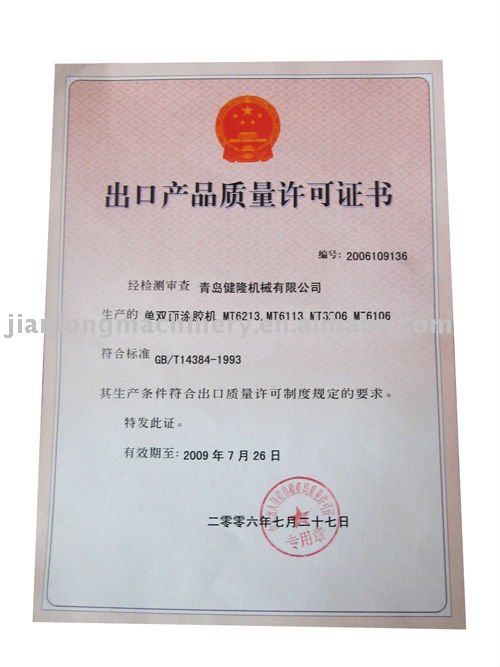 出口产品质量许可证书
编号: 2006109136
经检测审查 青岛健隆机械有限公司
生产的 单双面涂胶机 MT6213, MT6113 MT6106
符合标准 GB/T14384-1993
其生产条件符合出口质量许可制度规定的要求。
特发此证。
有效期至: 2009 年 7 月 26 日
二零零六年七月二十七日
专用章